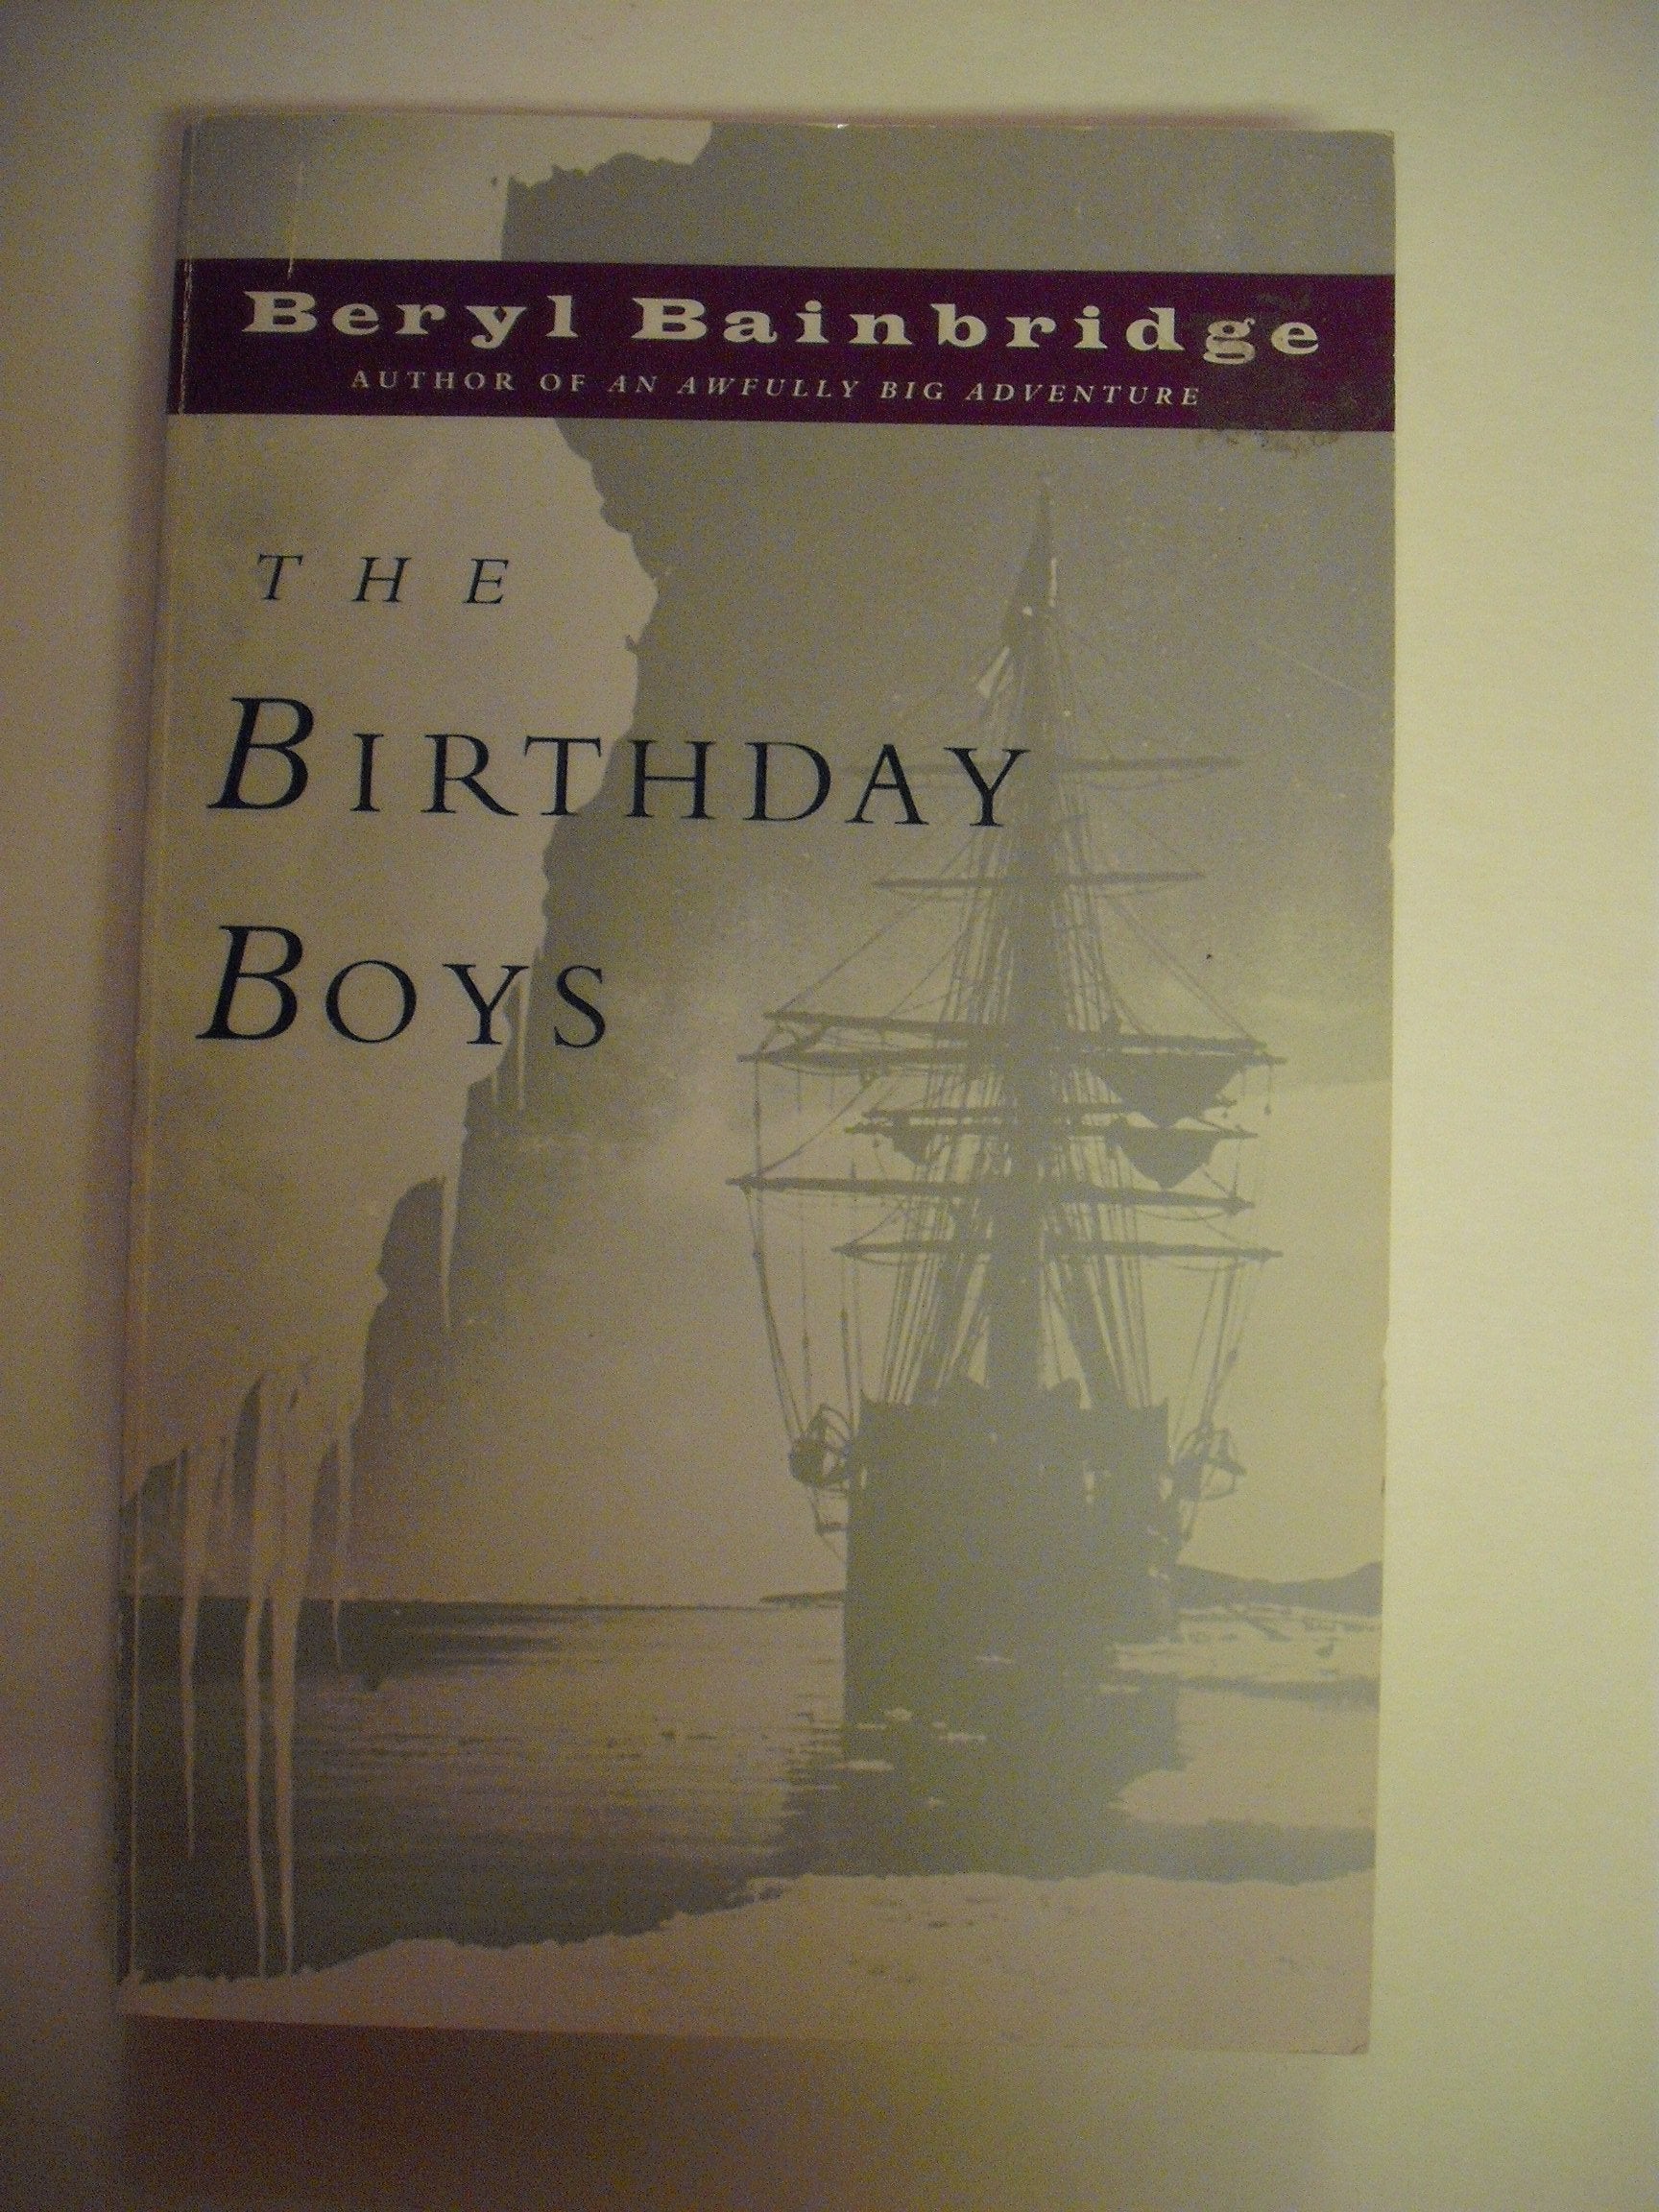 Beryl Bainbridge
AUTHOR OF AN AWFULLY BIG ADVENTURE
THE
BIRTHDAY
BOYS